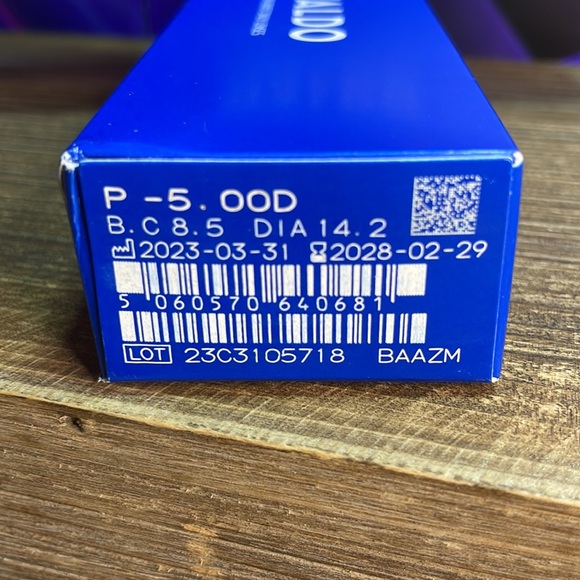 ALDO
P -5.00D
B.C 8.5 DIA 14.2
2023-03-31 2028-02-29
5 060570 640681
LOT 23C3105718 BAAZM